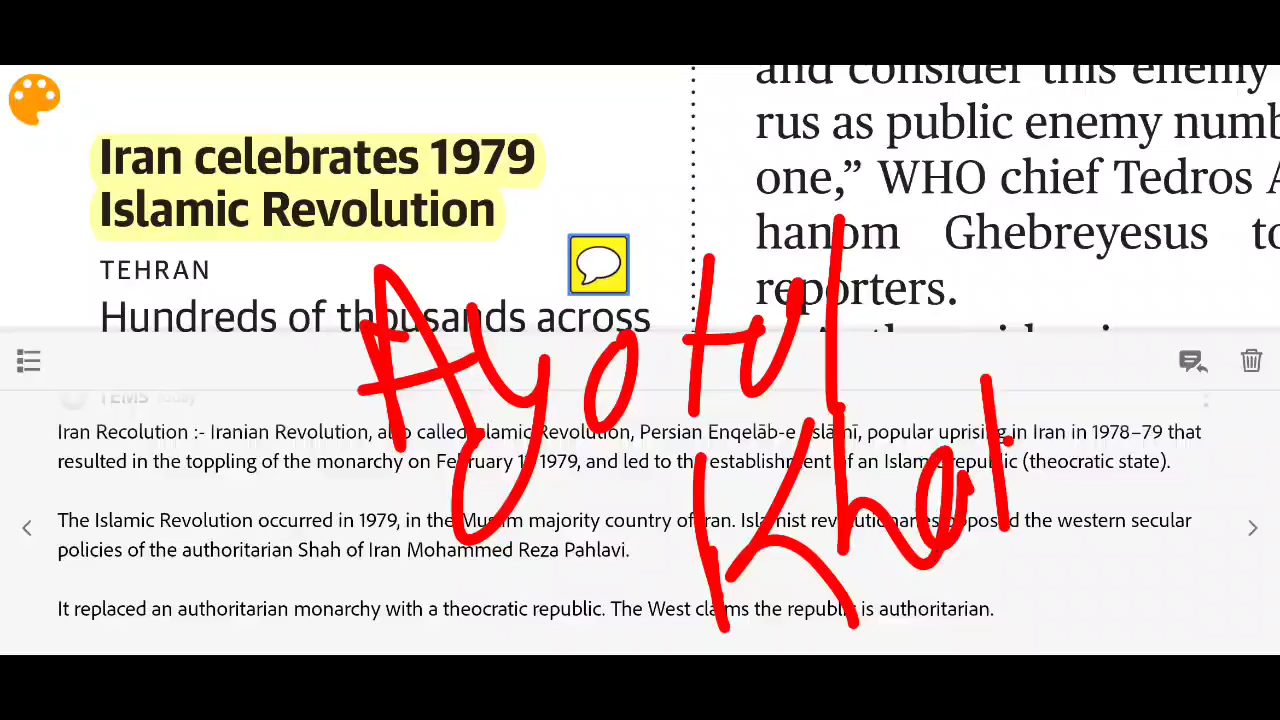 Iran celebrates 1979
Islamic Revolution
TEHRAN
Hundreds of thousands across
and consider this enemy
rus as public enemy numb
one,” WHO chief Tedros A
hanom Ghebreyesus to
reporters.
TEMS Today
Iran Recolution :- Iranian Revolution, also called Islamic Revolution, Persian Enqelāb-e Eslāmī, popular uprising in Iran in 1978–79 that
resulted in the toppling of the monarchy on February 11, 1979, and led to the establishment of an Islamic republic (theocratic state).
The Islamic Revolution occurred in 1979, in the Muslim majority country of Iran. Islamist revolutionaries opposed the western secular
policies of the authoritarian Shah of Iran Mohammed Reza Pahlavi.
It replaced an authoritarian monarchy with a theocratic republic. The West claims the republic is authoritarian.
Ayotal
Khal